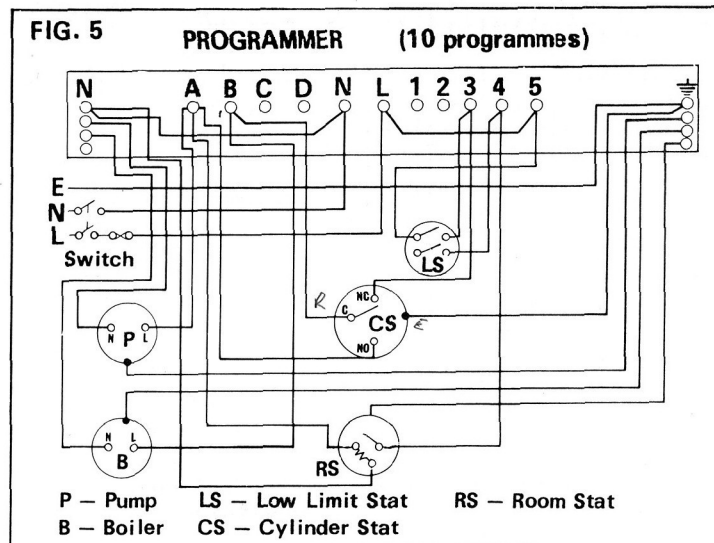 FIG. 5
PROGRAMMER (10 programmes)
N A B C D N L 1 2 3 4 5
E
N
L
Switch
LS
NC
R C CS E
NO
N P L
N L
B
RS
P – Pump LS – Low Limit Stat RS – Room Stat
B – Boiler CS – Cylinder Stat